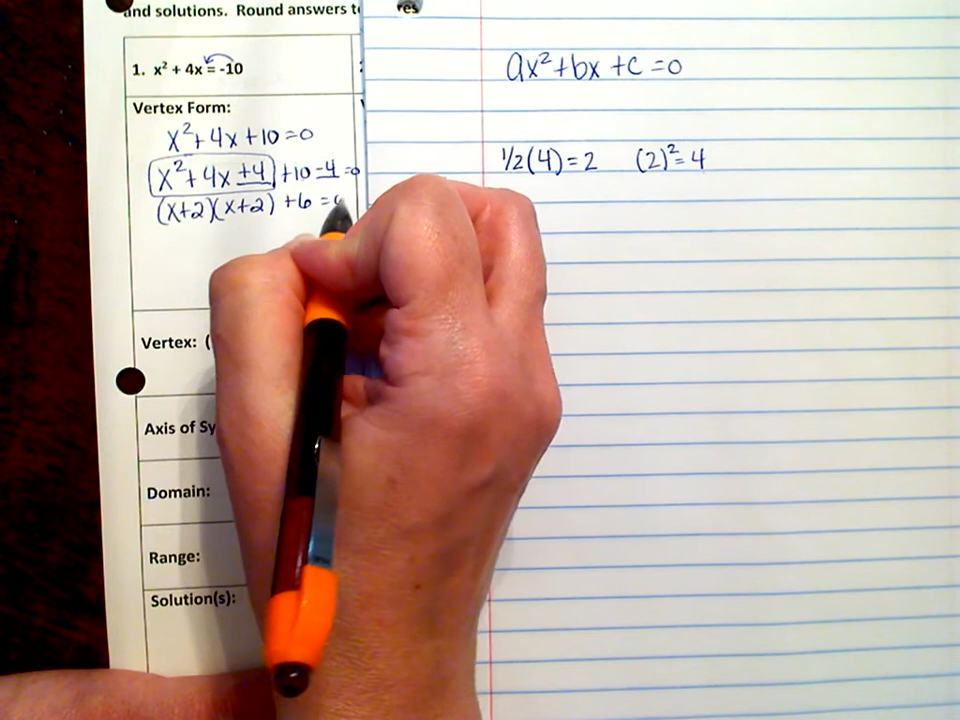 and solutions. Round answers t
res
1. x² + 4x = -10
Vertex Form:
x² + 4x + 10 = 0
(x² + 4x + 4) + 10 - 4 = 0
(x+2)(x+2) + 6 = 0
Vertex: (
Axis of Sy
Domain:
Range:
Solution(s):
ax² + bx + c = 0
1/2(4) = 2 (2)² = 4